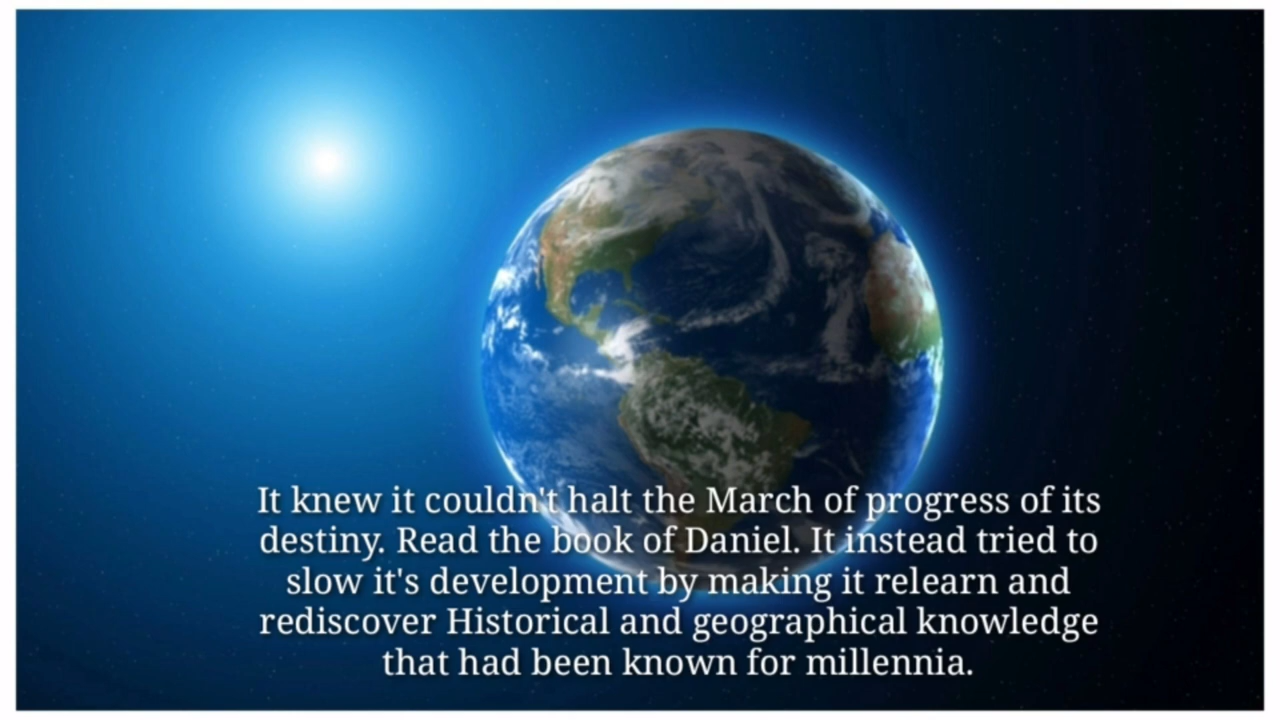 It knew it couldn't halt the March of progress of its
destiny. Read the book of Daniel. It instead tried to
slow it's development by making it relearn and
rediscover Historical and geographical knowledge
that had been known for millennia.